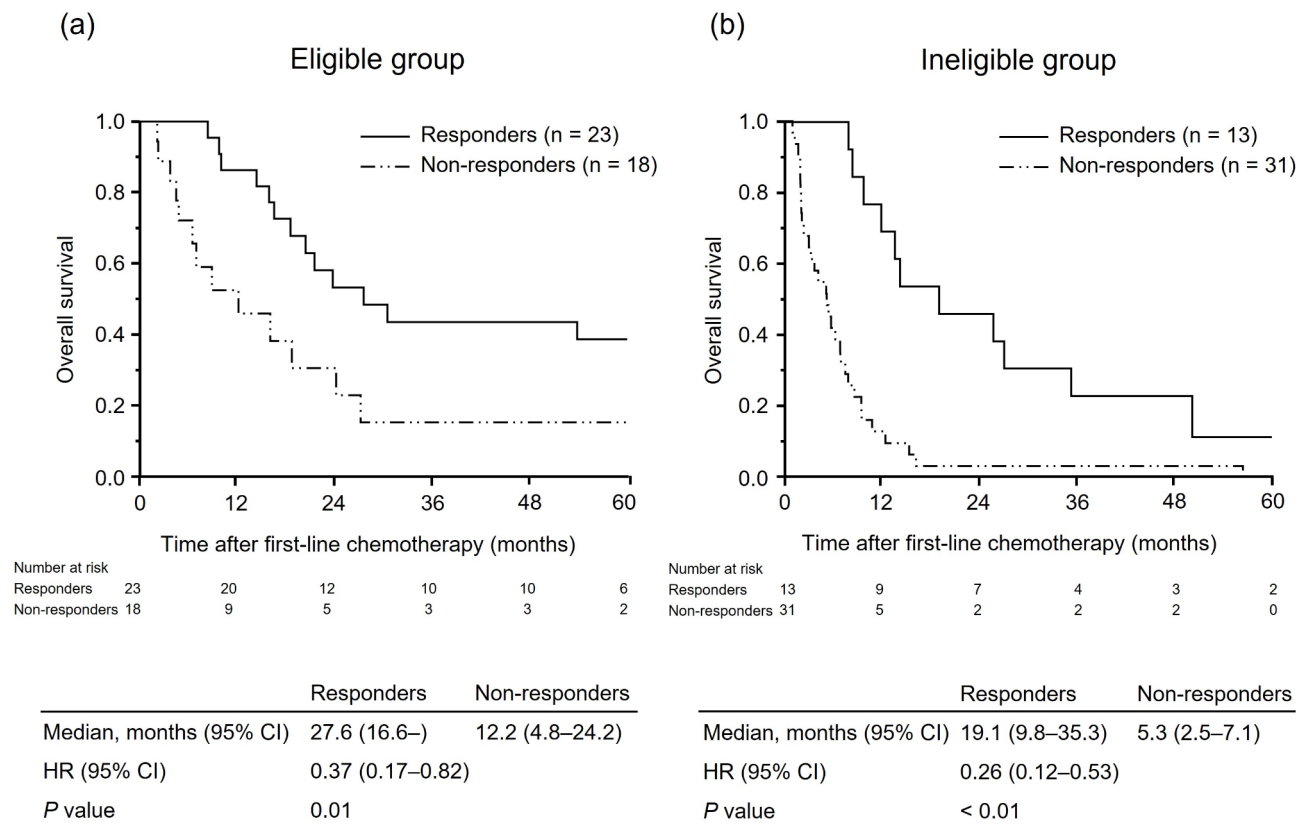 (a)
Eligible group
1.0
0.8
0.6
0.4
0.2
0.0
Overall survival
Responders (n = 23)
Non-responders (n = 18)
0 12 24 36 48 60
Time after first-line chemotherapy (months)
Number at risk
Responders 23 20 12 10 10 6
Non-responders 18 9 5 3 3 2
Responders Non-responders
Median, months (95% CI) 27.6 (16.6–) 12.2 (4.8–24.2)
HR (95% CI) 0.37 (0.17–0.82)
P value 0.01
(b)
Ineligible group
1.0
0.8
0.6
0.4
0.2
0.0
Overall survival
Responders (n = 13)
Non-responders (n = 31)
0 12 24 36 48 60
Time after first-line chemotherapy (months)
Number at risk
Responders 13 9 7 4 3 2
Non-responders 31 5 2 2 2 0
Responders Non-responders
Median, months (95% CI) 19.1 (9.8–35.3) 5.3 (2.5–7.1)
HR (95% CI) 0.26 (0.12–0.53)
P value < 0.01